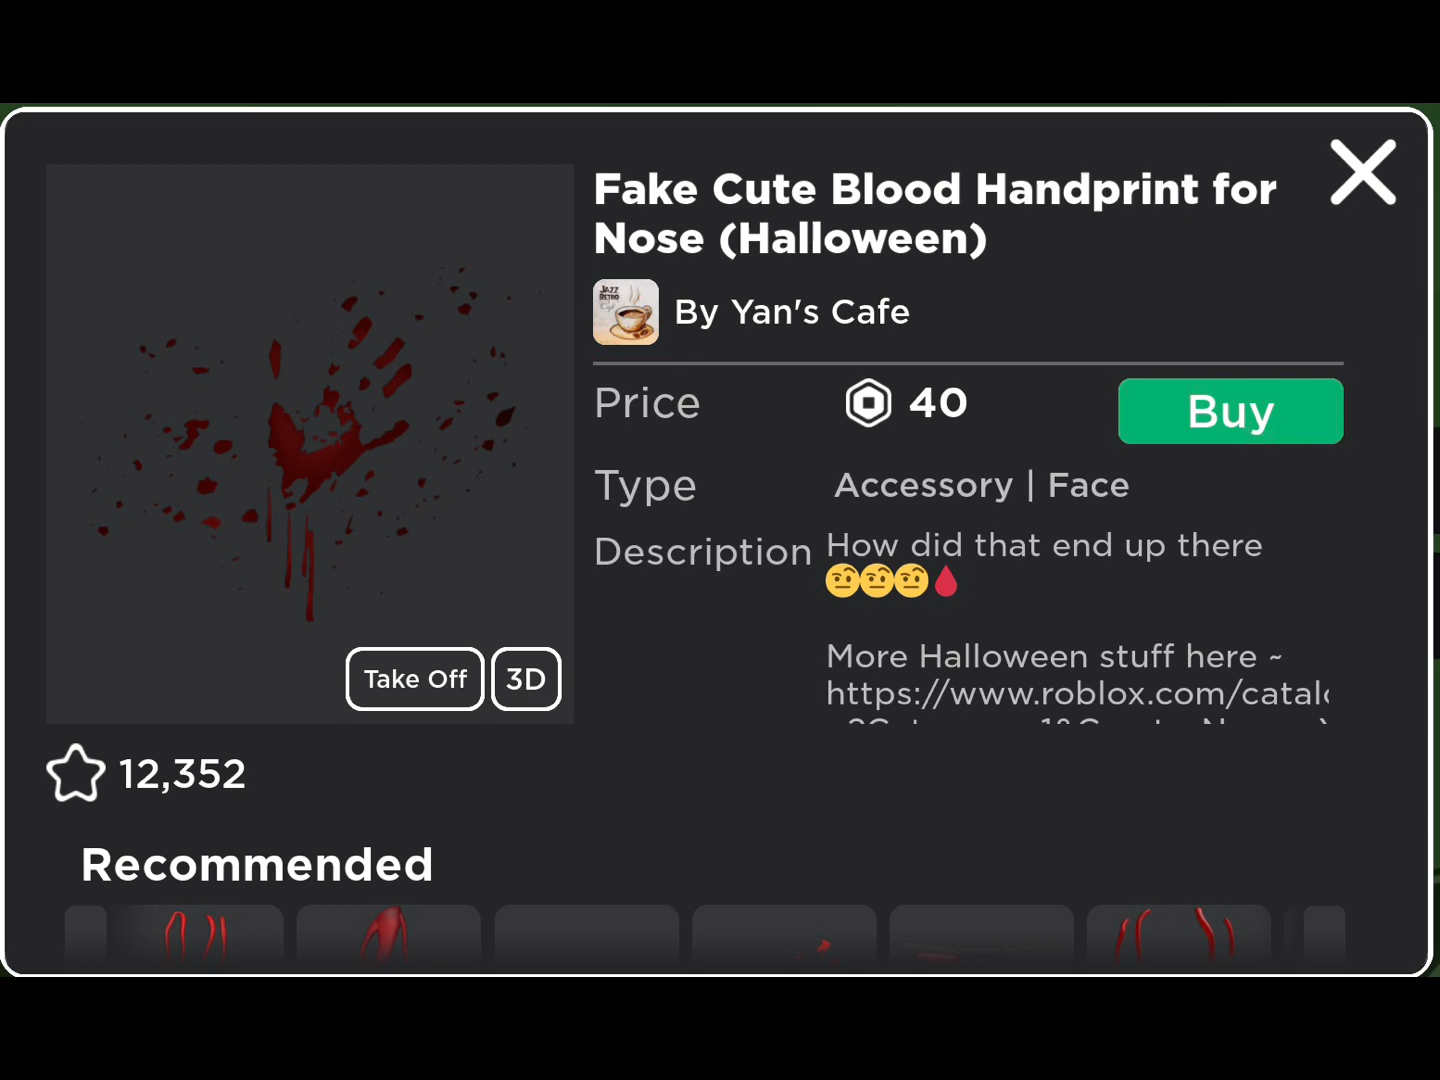 Fake Cute Blood Handprint for
Nose (Halloween)
JAZZ
RETRO
By Yan's Cafe
Price
40
Buy
Type
Accessory | Face
Description
How did that end up there
🤨🤨🤨🩸
More Halloween stuff here ~
https://www.roblox.com/catal
Take Off
3D
12,352
Recommended